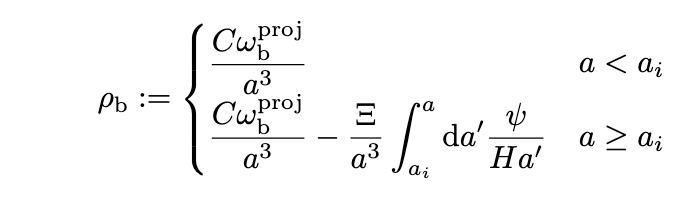 ρ_b := { Cω_b^proj / a^3    a < a_i
Cω_b^proj / a^3 − Ξ / a^3 ∫_{a_i}^{a} da′ ψ / Ha′    a ≥ a_i